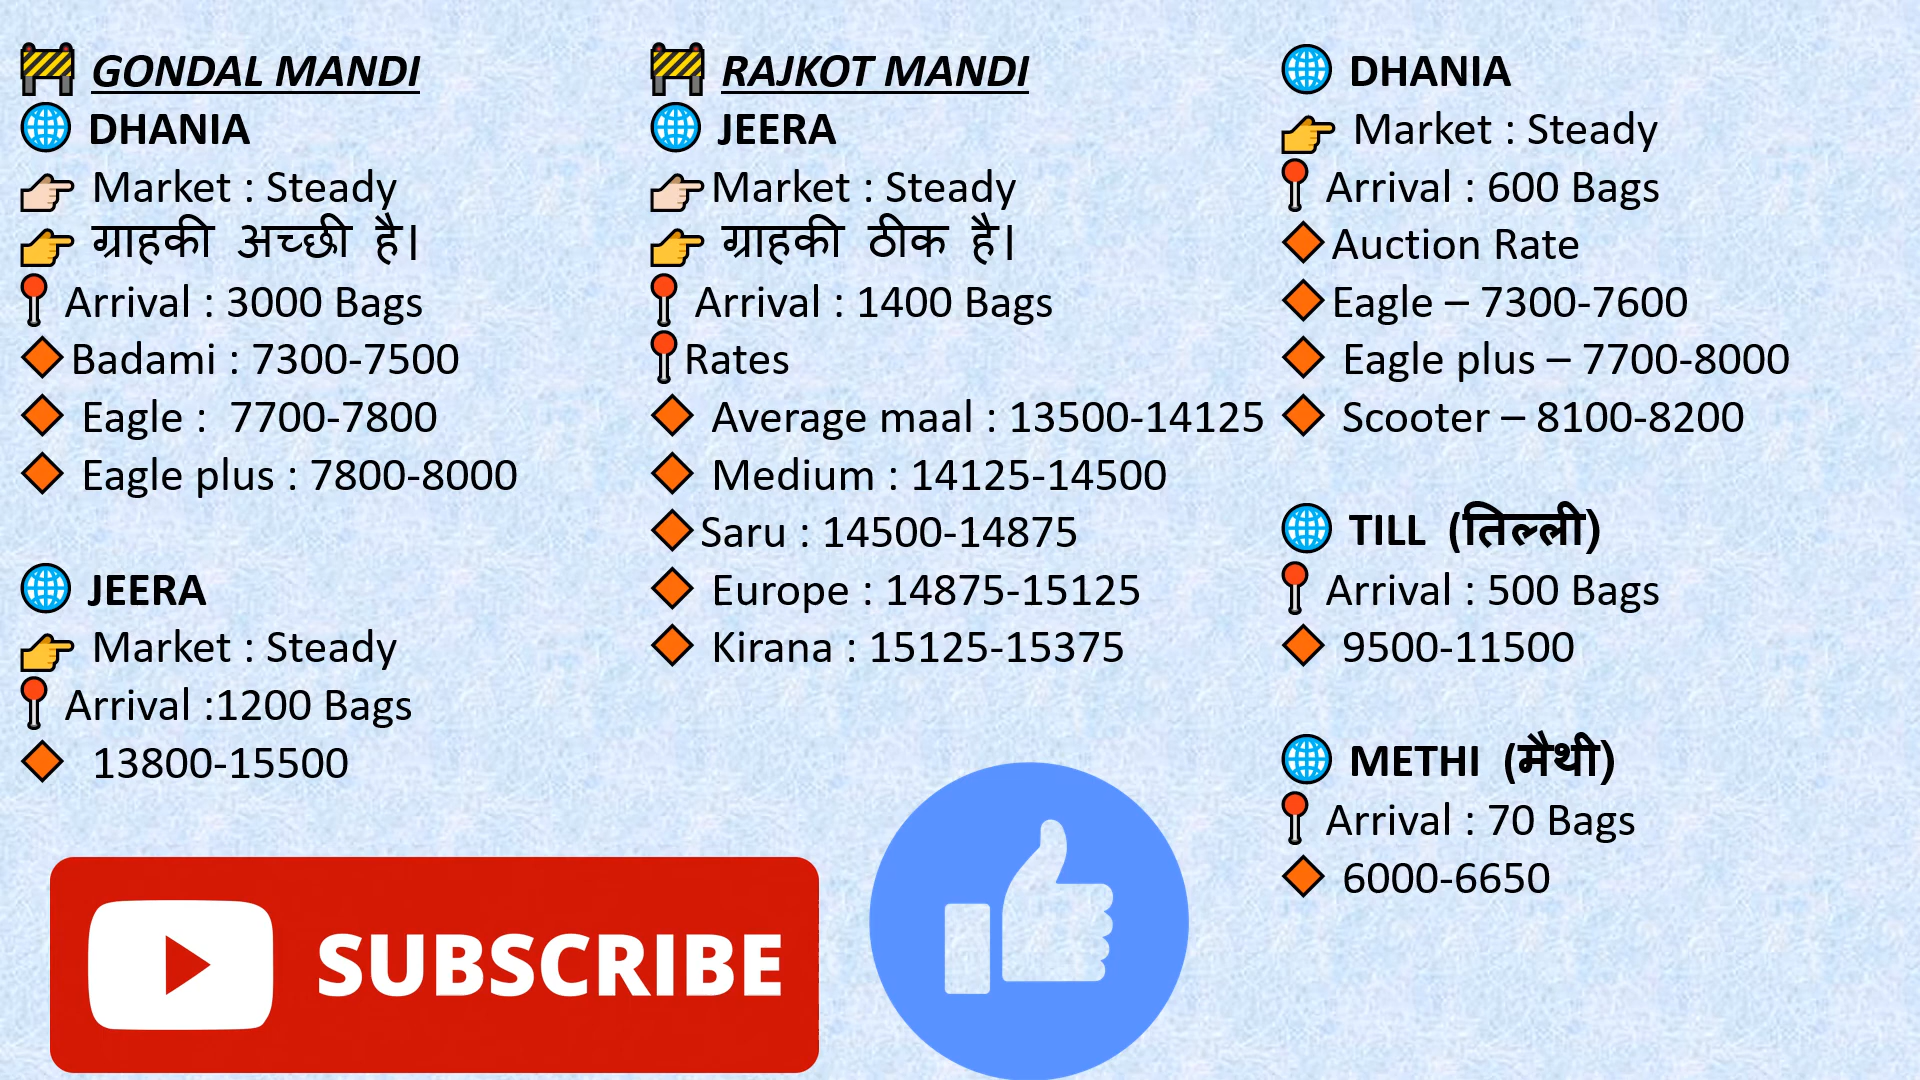 GONDAL MANDI
DHANIA
Market : Steady
ग्राहकी अच्छी है।
Arrival : 3000 Bags
Badami : 7300-7500
Eagle : 7700-7800
Eagle plus : 7800-8000
JEERA
Market : Steady
Arrival :1200 Bags
13800-15500
RAJKOT MANDI
JEERA
Market : Steady
ग्राहकी ठीक है।
Arrival : 1400 Bags
Rates
Average maal : 13500-14125
Medium : 14125-14500
Saru : 14500-14875
Europe : 14875-15125
Kirana : 15125-15375
DHANIA
Market : Steady
Arrival : 600 Bags
Auction Rate
Eagle – 7300-7600
Eagle plus – 7700-8000
Scooter – 8100-8200
TILL (तिल्ली)
Arrival : 500 Bags
9500-11500
METHI (मैथी)
Arrival : 70 Bags
6000-6650
SUBSCRIBE